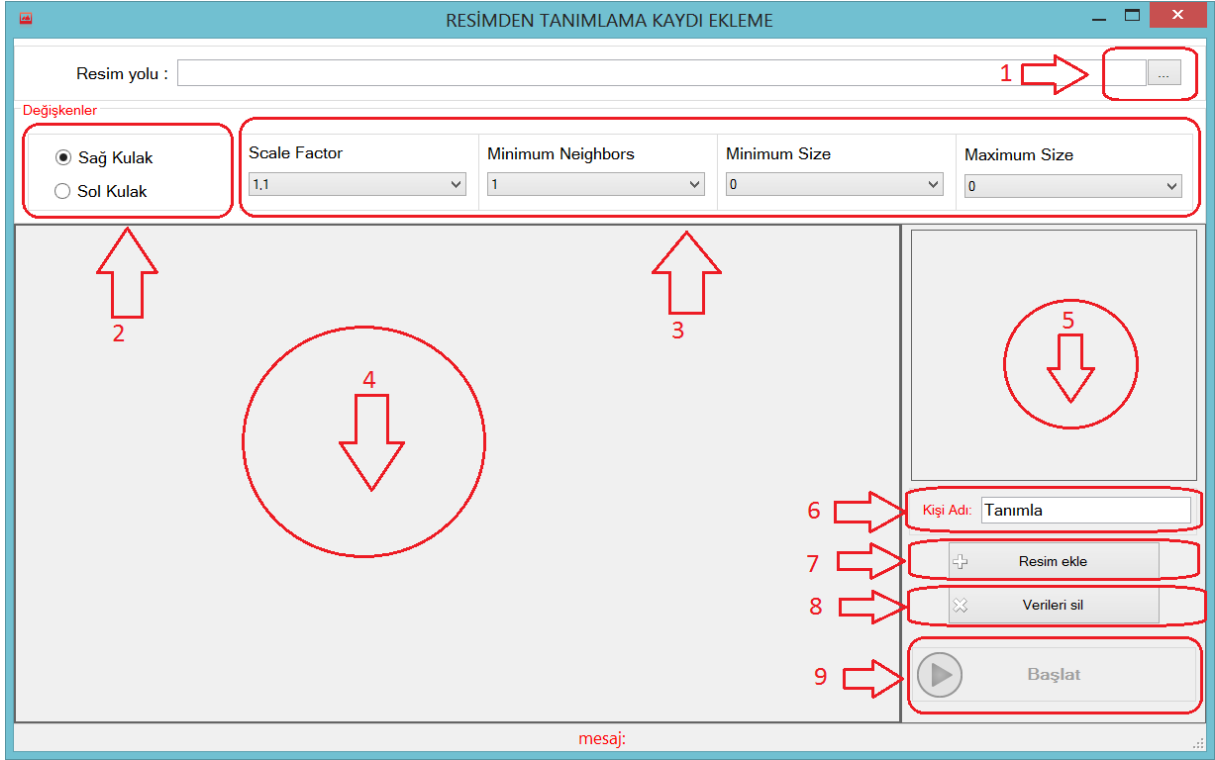 RESİMDEN TANIMLAMA KAYDI EKLEME
Resim yolu :
1
...
Değişkenler
Sağ Kulak
Sol Kulak
Scale Factor
1,1
Minimum Neighbors
1
Minimum Size
0
Maximum Size
0
2
3
4
5
6
Kişi Adı:
Tanımla
7
Resim ekle
8
Verileri sil
9
Başlat
mesaj: